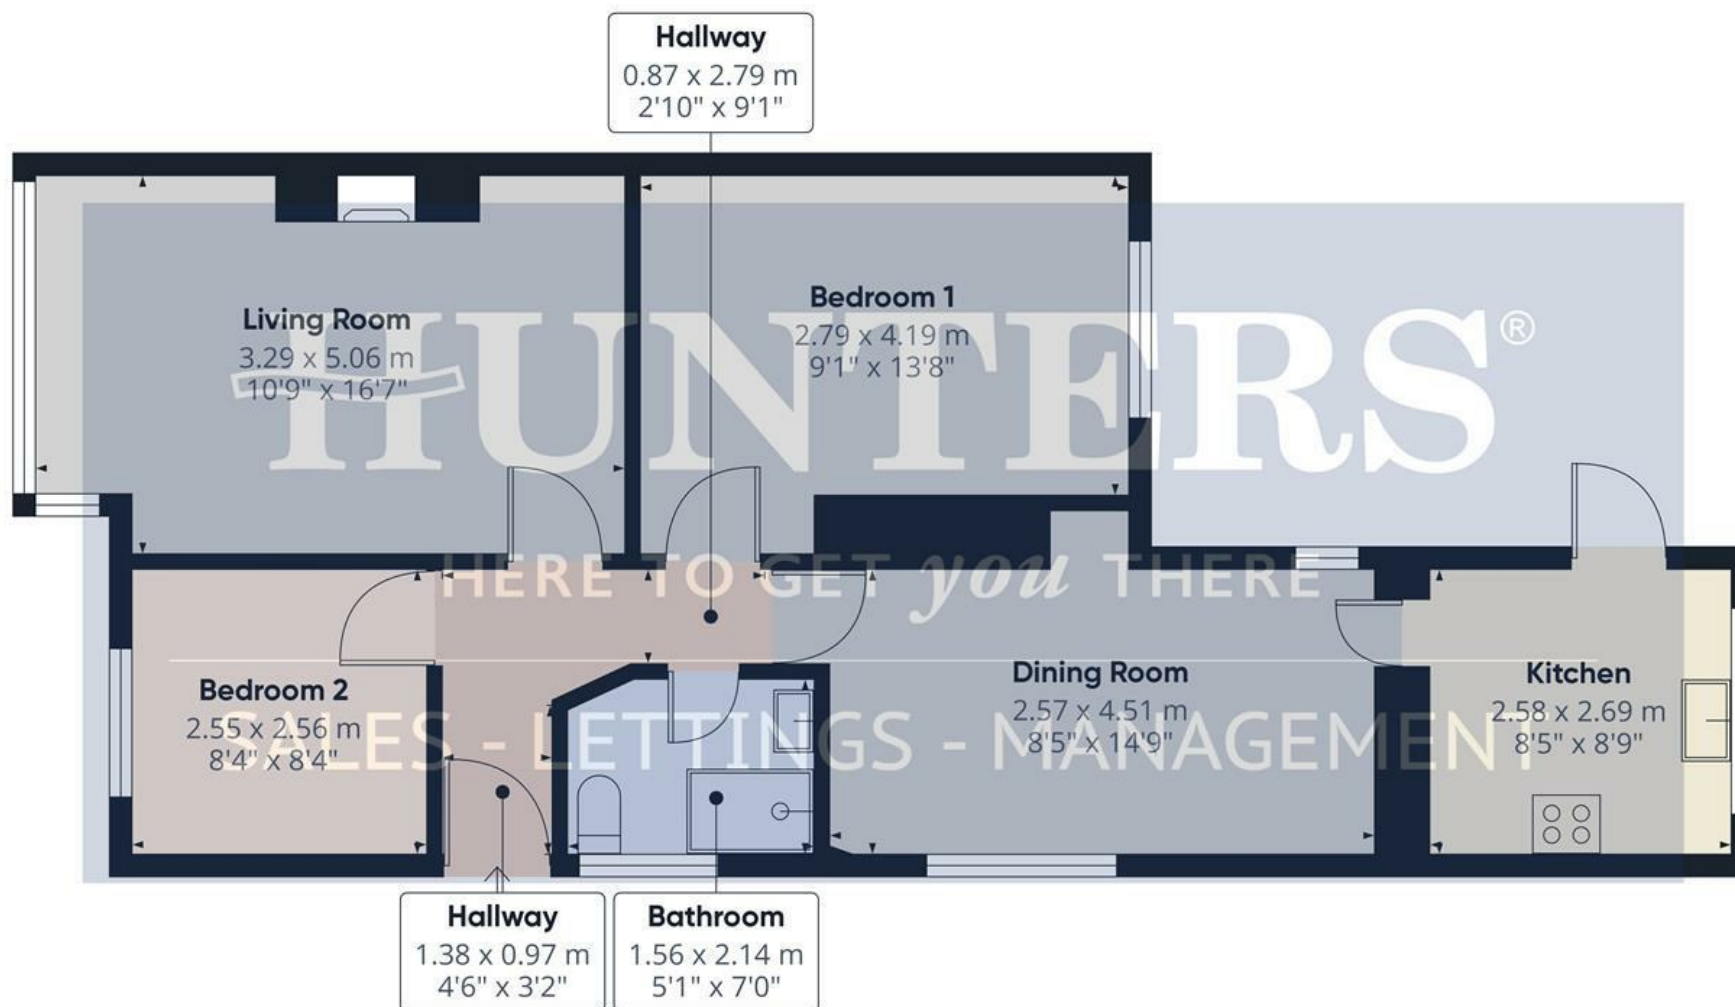 Hallway
0.87 x 2.79 m
2'10" x 9'1"
Living Room
3.29 x 5.06 m
10'9" x 16'7"
Bedroom 1
2.79 x 4.19 m
9'1" x 13'8"
HUNTERS®
HERE TO GET you THERE
Bedroom 2
2.55 x 2.56 m
8'4" x 8'4"
Dining Room
2.57 x 4.51 m
8'5" x 14'9"
Kitchen
2.58 x 2.69 m
8'5" x 8'9"
SALES - LETTINGS - MANAGEMENT
Hallway
1.38 x 0.97 m
4'6" x 3'2"
Bathroom
1.56 x 2.14 m
5'1" x 7'0"